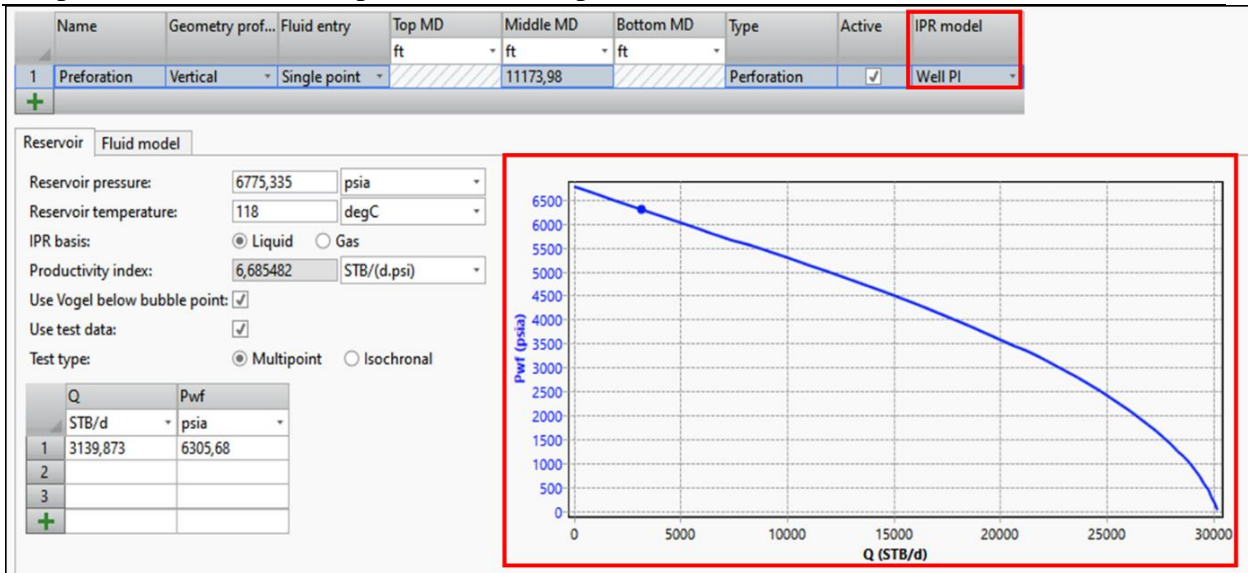 Name Geometry prof... Fluid entry Top MD Middle MD Bottom MD Type Active IPR model
ft ft ft
1 Preforation Vertical Single point 11173,98 Perforation Well PI
Reservoir Fluid model
Reservoir pressure: 6775,335 psia
Reservoir temperature: 118 degC
IPR basis: Liquid Gas
Productivity index: 6,685482 STB/(d.psi)
Use Vogel below bubble point:
Use test data:
Test type: Multipoint Isochronal
Q Pwf
STB/d psia
1 3139,873 6305,68
2
3
Pwf (psia)
6500
6000
5500
5000
4500
4000
3500
3000
2500
2000
1500
1000
500
0
0 5000 10000 15000 20000 25000 30000
Q (STB/d)